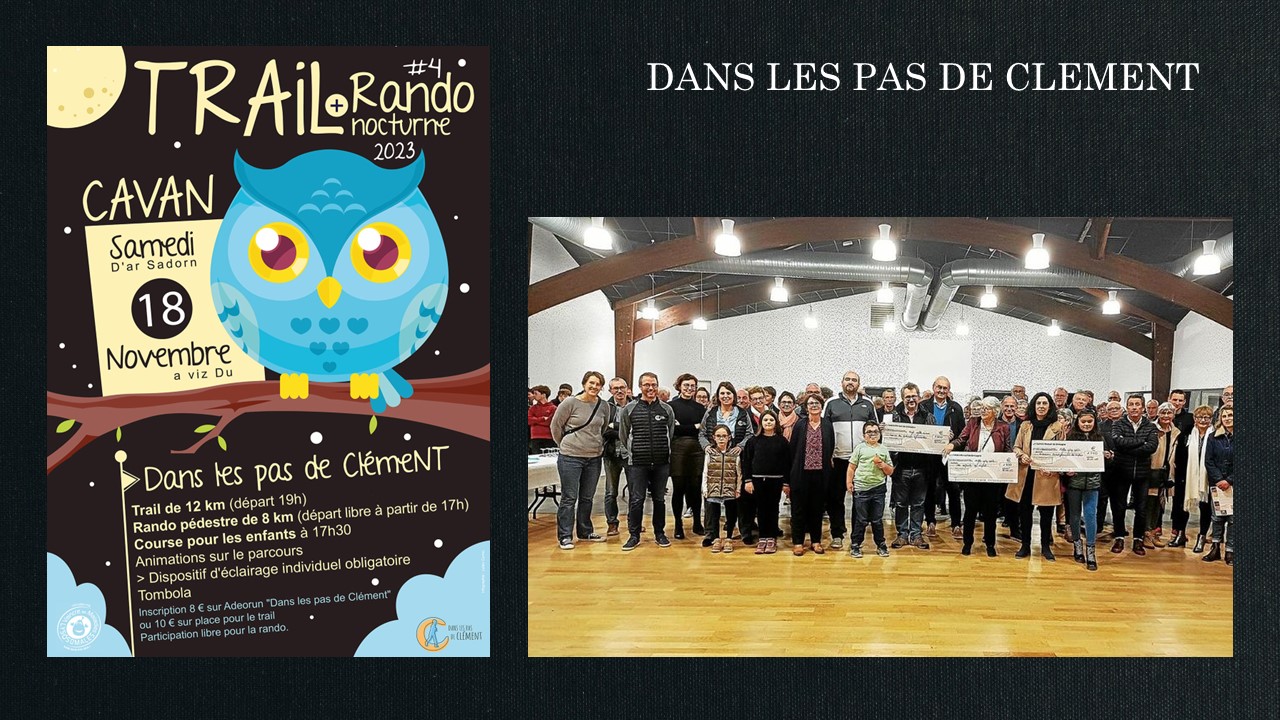 DANS LES PAS DE CLEMENT
TRAIL + Rando
#4
nocturne
2023
CAVAN
Samedi
D'ar Sadorn
18
Novembre
a viz Du
Dans les pas de CléмeNT
Trail de 12 km (départ 19h)
Rando pédestre de 8 km (départ libre à partir de 17h)
Course pour les enfants à 17h30
Animations sur le parcours
> Dispositif d'éclairage individuel obligatoire
Tombola
Inscription 8 € sur Adeorun "Dans les pas de Clément"
ou 10 € sur place pour le trail
Participation libre pour la rando.
DANS LES PAS
DE CLÉMENT